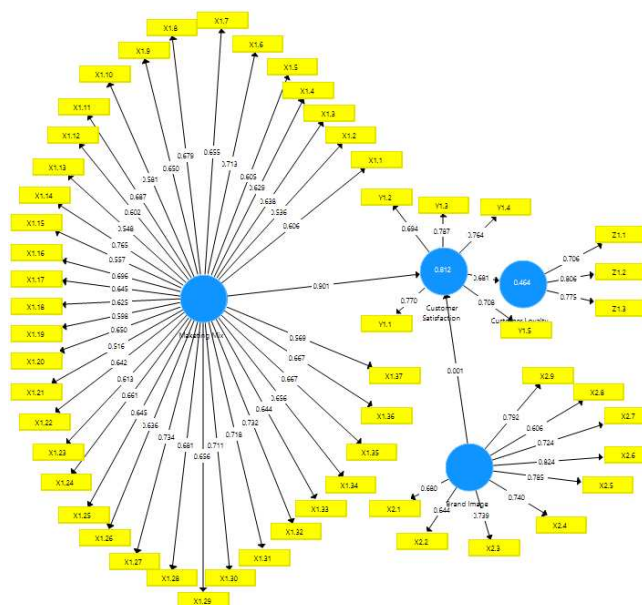 X1.7
X1.8
X1.6
X1.9
X1.5
X1.10
X1.4
X1.11
X1.3
X1.12
X1.2
X1.13
X1.1
X1.14
X1.15
X1.16
X1.17
X1.18
X1.19
X1.20
X1.21
X1.22
X1.23
X1.24
X1.25
X1.26
X1.27
X1.28
X1.29
X1.30
X1.31
X1.32
X1.33
X1.34
X1.35
X1.36
X1.37
0.606
0.536
0.638
0.628
0.605
0.713
0.655
0.679
0.650
0.581
0.687
0.602
0.548
0.765
0.557
0.696
0.645
0.625
0.598
0.650
0.516
0.642
0.613
0.661
0.645
0.636
0.734
0.681
0.656
0.711
0.718
0.732
0.644
0.656
0.667
0.667
0.569
Maketing Mix
0.901
Y1.2
Y1.3
Y1.4
0.694
0.787
0.764
0.812
0.770
0.708
Y1.1
Y1.5
Customer
Satisfaction
0.681
0.464
Customer Loyalty
0.706
0.806
0.775
Z1.1
Z1.2
Z1.3
0.001
Brand Image
X2.9
X2.8
X2.7
X2.6
X2.5
X2.4
X2.3
X2.2
X2.1
0.792
0.606
0.724
0.824
0.785
0.740
0.739
0.644
0.680